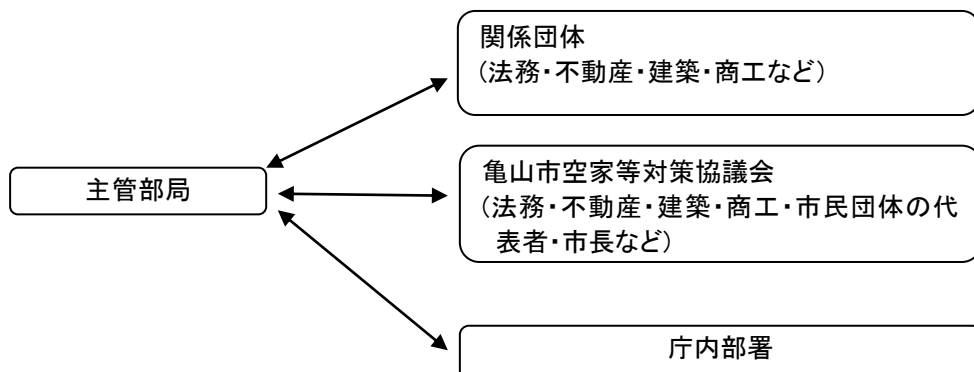 関係団体
（法務・不動産・建築・商工など）
主管部局
亀山市空家等対策協議会
（法務・不動産・建築・商工・市民団体の代
表者・市長など）
庁内部署